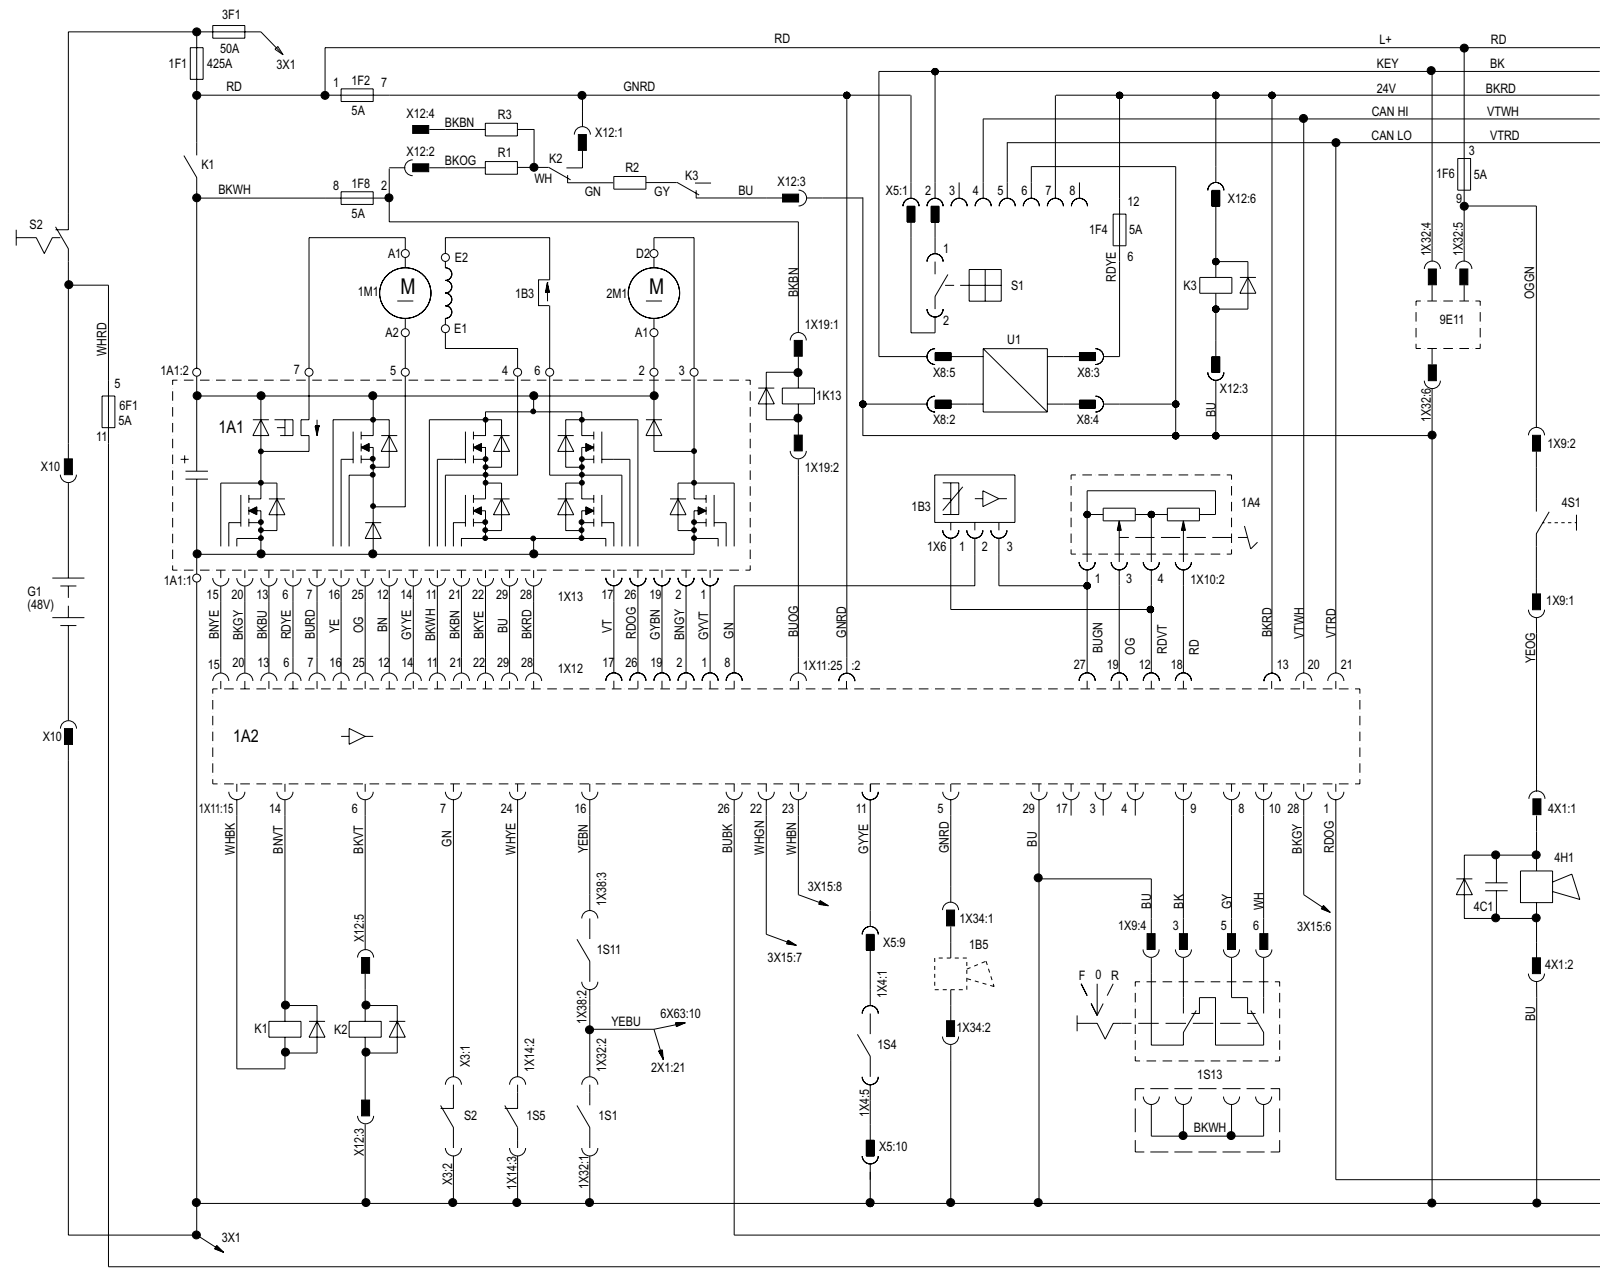 3F1
50A
3X1
1F1
425A
RD
RD
1
1F2
7
5A
GNRD
L+
RD
KEY
BK
24V
BKRD
CAN HI
VTWH
CAN LO
VTRD
X12:4
BKBN
R3
X12:2
BKOG
R1
WH
K2
X12:1
GN
R2
GY
K3
BU
X12:3
K1
BKWH
8
1F8
2
5A
S2
X5:1
2
3
4
5
6
7
8
12
1F4
5A
6
RDYE
X12:6
K3
X12:3
BU
3
1F6
5A
9
1X32:4
1X32:5
OGGN
9E11
1X32:6
1
S1
2
U1
X8:5
X8:3
X8:2
X8:4
A1
1M1
M
A2
E2
E1
1B3
D2
2M1
M
A1
BKBN
1X19:1
1K13
1X19:2
WHRD
5
6F1
5A
11
1A1:2
7
5
4
6
2
3
1A1
+
1A1:1
X10
G1
(48V)
X10
1B3
1X6
1
2
3
1A4
1
3
4
1X10:2
1X9:2
4S1
1X9:1
YEOG
15
20
13
6
7
16
25
12
14
11
21
22
29
28
1X13
17
26
19
2
1
BNYE
BKGY
BKBU
RDYE
BURD
YE
OG
BN
GYYE
BKWH
BKBN
BKYE
BU
BKRD
VT
RDOG
GYBN
BNGY
GYVT
GN
BUOG
GNRD
BUGN
OG
RDVT
RD
BKRD
VTWH
VTRD
15
20
13
6
7
16
25
12
14
11
21
22
29
28
1X12
17
26
19
2
1
8
1X11:25
:2
27
19
12
18
13
20
21
1A2
1X11:15
14
6
7
24
16
26
22
23
11
5
29
17
3
4
9
8
10
28
1
WHBK
BNVT
BKVT
GN
WHYE
YEBN
BUBK
WHGN
WHBN
GYYE
GNRD
BU
BKGY
RDOG
4X1:1
4H1
4C1
4X1:2
BU
3X15:8
3X15:7
3X15:6
X12:5
1X38:3
1S11
1X38:2
YEBU
6X63:10
2X1:21
X5:9
1X4:1
1S4
1X4:5
X5:10
1X34:1
1B5
1X34:2
BU
BK
GY
WH
1X9:4
3
5
6
F
0
R
1S13
BKWH
K1
K2
X12:3
X3:1
S2
X3:2
1X14:2
1S5
1X14:3
1X32:2
1S1
1X32:1
3X1